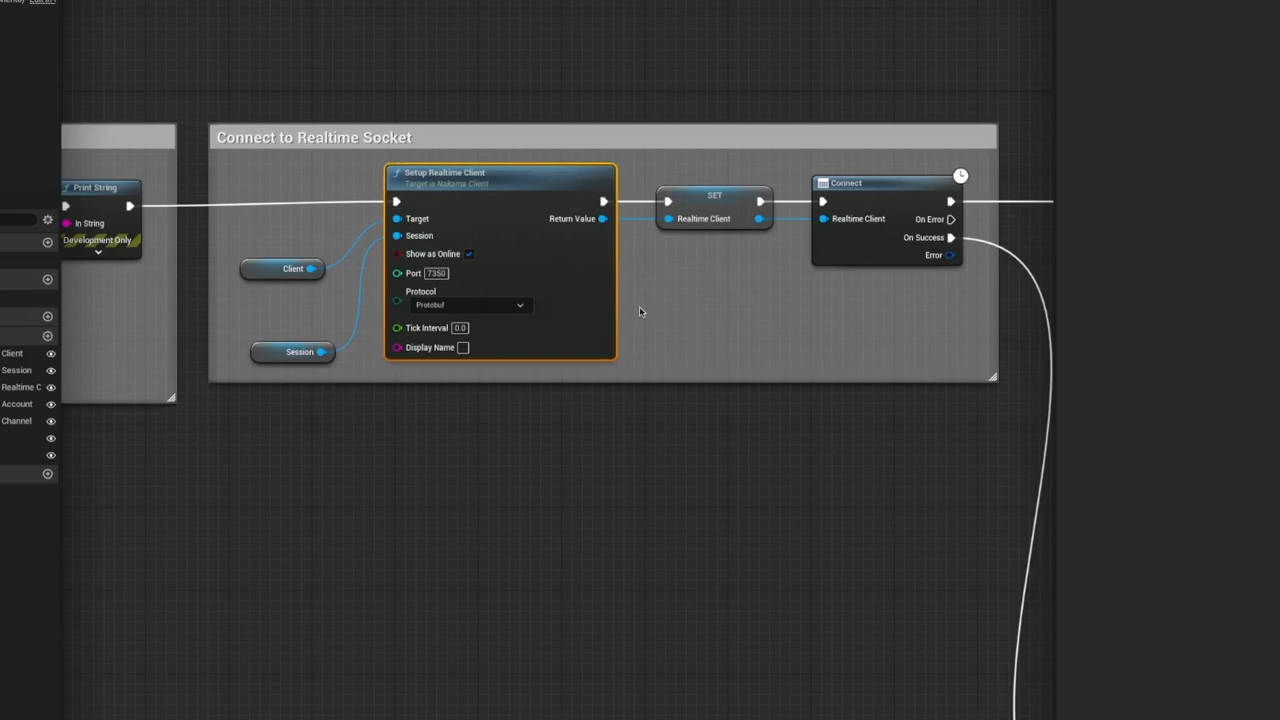 Connect to Realtime Socket
Print String
In String
Development Only
Client
Session
Setup Realtime Client
Target is Nakama Client
Target
Session
Show as Online
Port 7350
Protocol
Protobuf
Tick Interval 0.0
Display Name
Return Value
SET
Realtime Client
Connect
Realtime Client
On Error
On Success
Error
Client
Session
Realtime C
Account
Channel